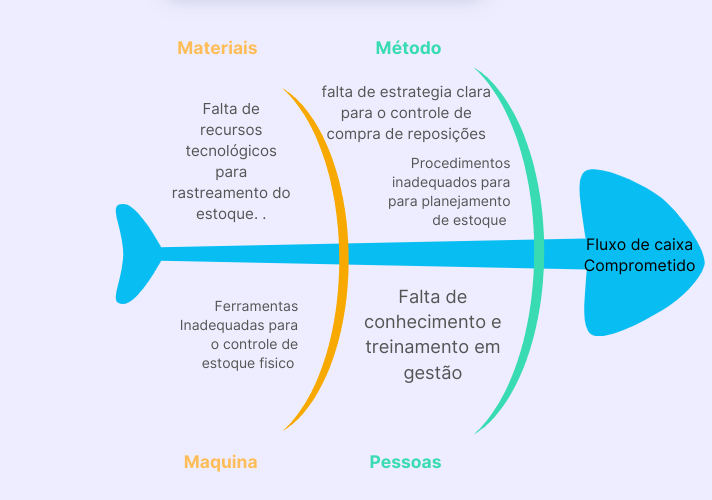 Materiais
Falta de
recursos
tecnológicos
para
rastreamento do
estoque. .
Método
falta de estrategia clara
para o controle de
compra de reposições
Procedimentos
inadequados para
para planejamento
de estoque
Fluxo de caixa
Comprometido
Ferramentas
Inadequadas para
o controle de
estoque fisico
Maquina
Falta de
conhecimento e
treinamento em
gestão
Pessoas